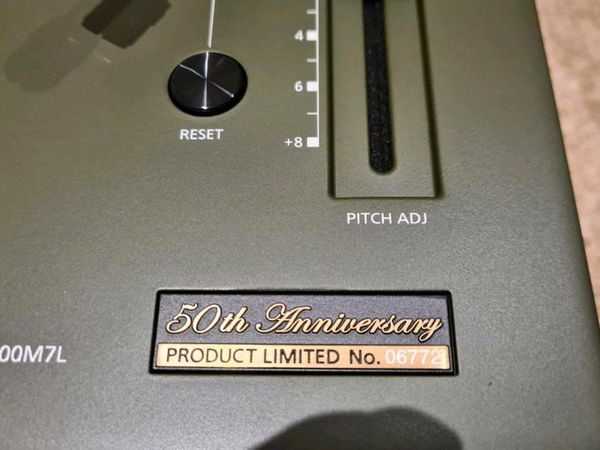 4
6
+8
RESET
PITCH ADJ
50th Anniversary
PRODUCT LIMITED No. 06772
00M7L